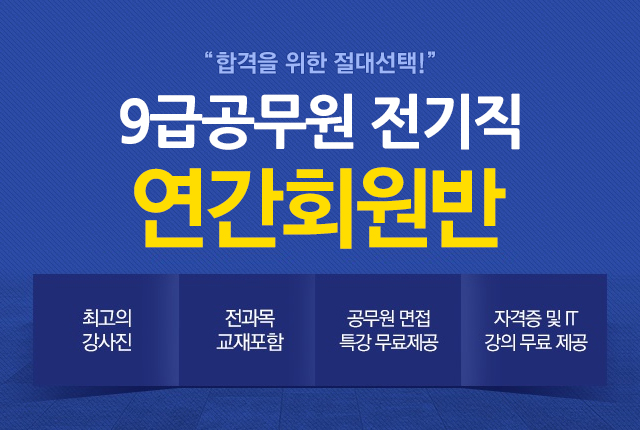 “합격을 위한 절대선택!”
9급공무원 전기직
연간회원반
최고의
강사진
전과목
교재포함
공무원 면접
특강 무료제공
자격증 및 IT
강의 무료 제공